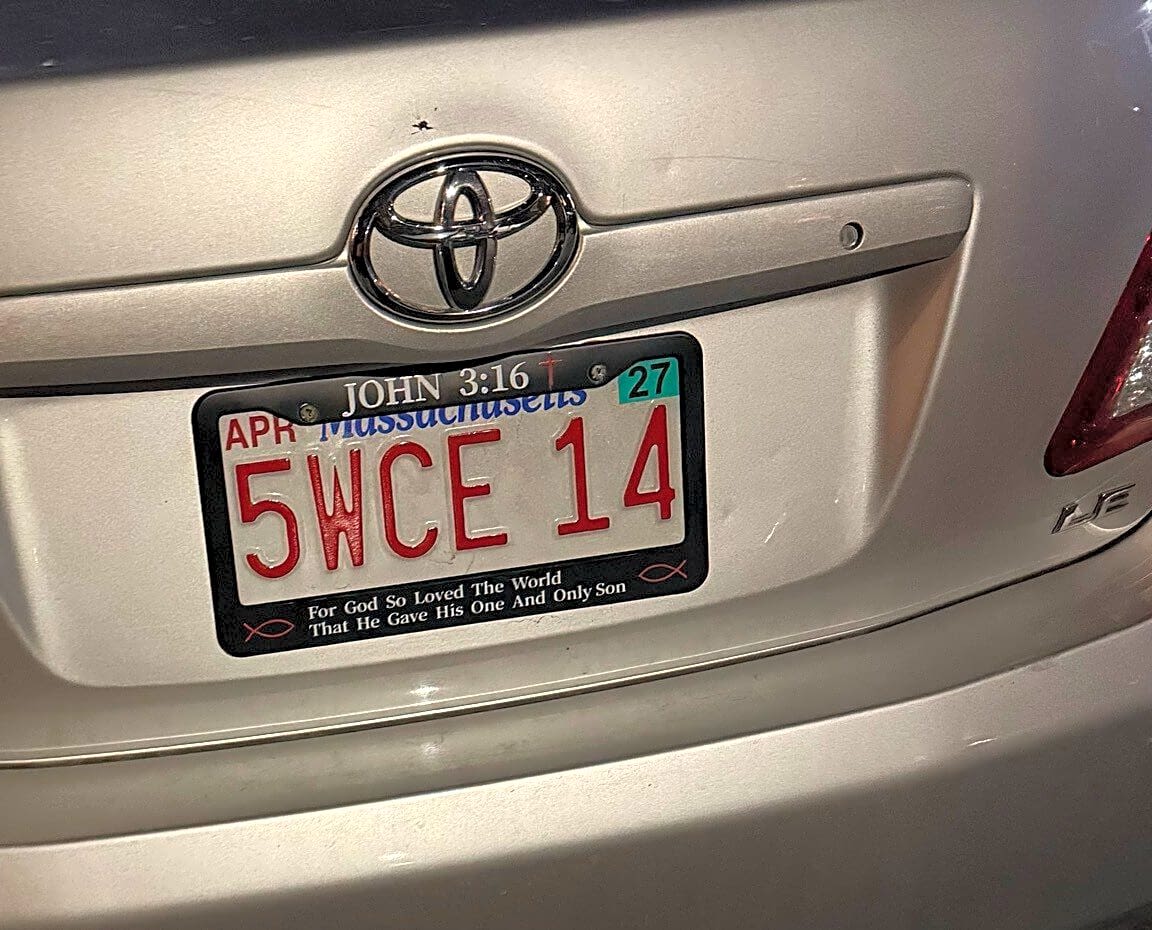 JOHN 3:16
27
APR Massachusetts
5WCE 14
For God So Loved The World
That He Gave His One And Only Son
LE